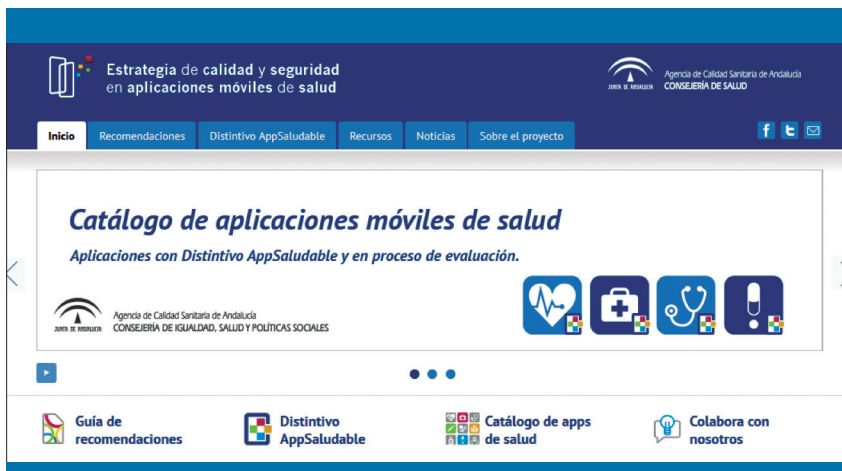 Estrategia de calidad y seguridad
en aplicaciones móviles de salud
JUNTA DE ANDALUCIA
Agencia de Calidad Sanitaria de Andalucía
CONSEJERÍA DE SALUD
Inicio
Recomendaciones
Distintivo AppSaludable
Recursos
Noticias
Sobre el proyecto
Catálogo de aplicaciones móviles de salud
Aplicaciones con Distintivo AppSaludable y en proceso de evaluación.
JUNTA DE ANDALUCIA
Agencia de Calidad Sanitaria de Andalucía
CONSEJERÍA DE IGUALDAD, SALUD Y POLÍTICAS SOCIALES
Guía de
recomendaciones
Distintivo
AppSaludable
Catálogo de apps
de salud
Colabora con
nosotros